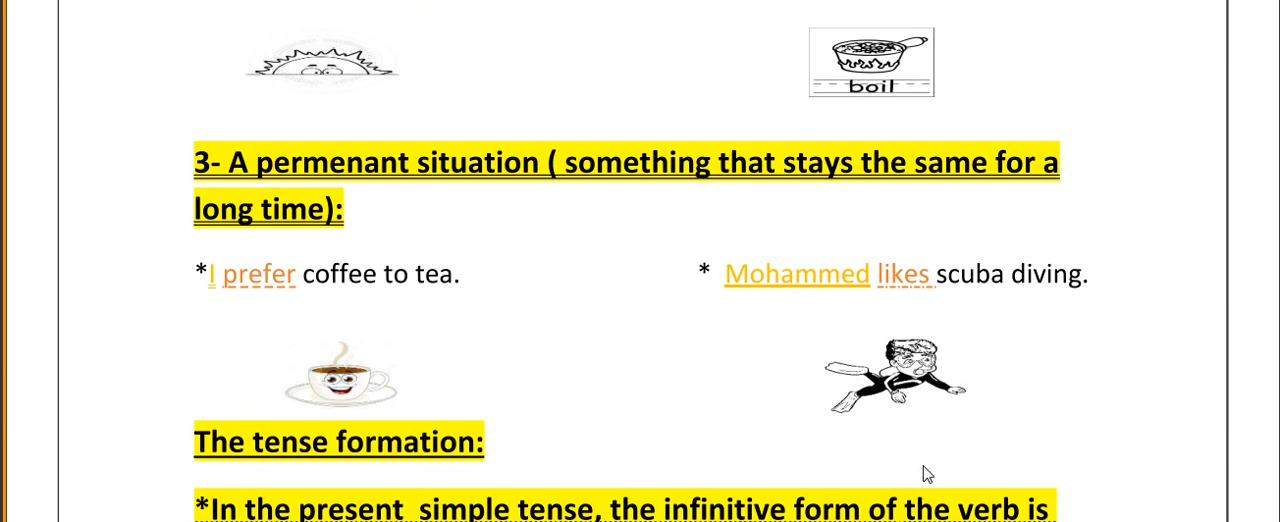 boil
3- A permenant situation ( something that stays the same for a
long time):
*I prefer coffee to tea. * Mohammed likes scuba diving.
The tense formation:
*In the present simple tense, the infinitive form of the verb is